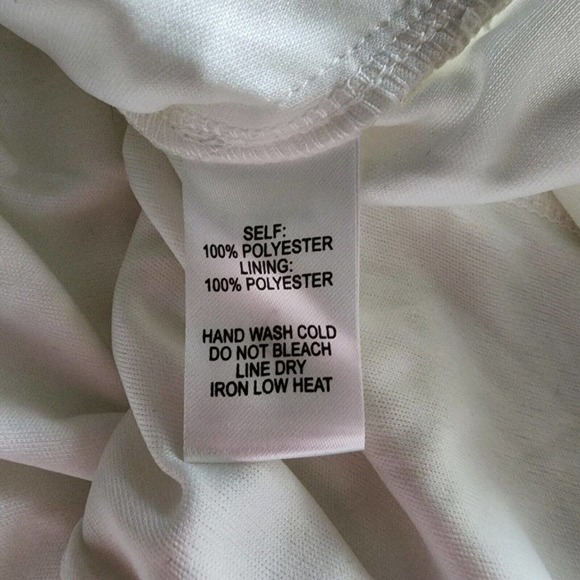 SELF:
100% POLYESTER
LINING:
100% POLYESTER
HAND WASH COLD
DO NOT BLEACH
LINE DRY
IRON LOW HEAT